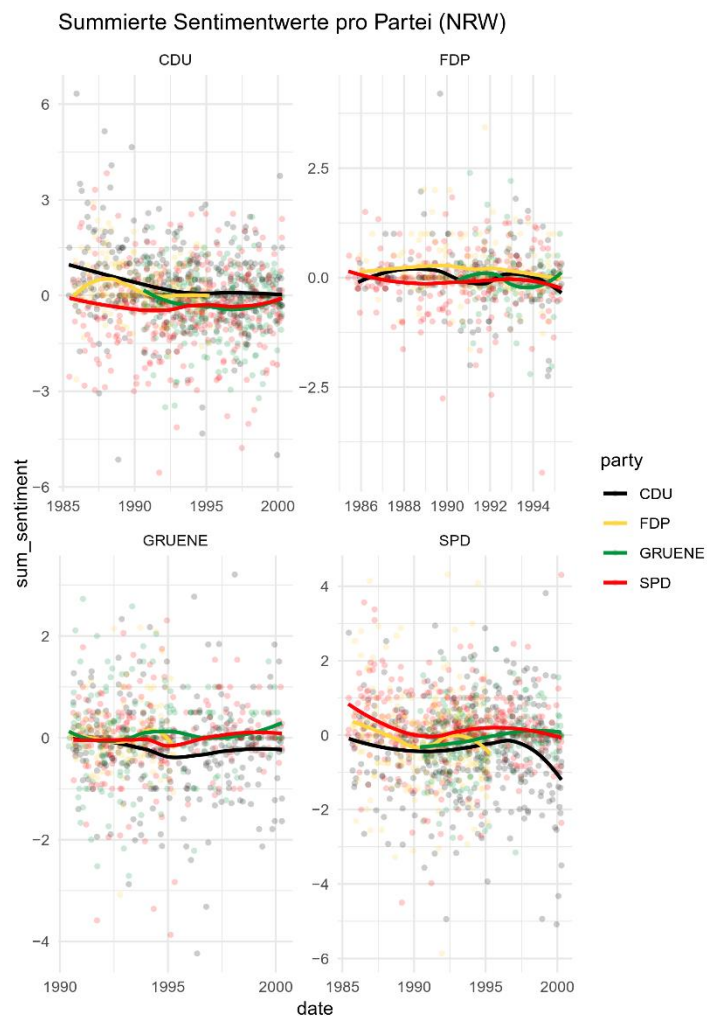 Summierte Sentimentwerte pro Partei (NRW)
CDU
6
3
0
−3
−6
1985 1990 1995 2000
FDP
2.5
0.0
−2.5
1986 1988 1990 1992 1994
GRUENE
2
0
−2
−4
1990 1995 2000
SPD
4
2
0
−2
−4
−6
1985 1990 1995 2000
sum_sentiment
date
party
CDU
FDP
GRUENE
SPD